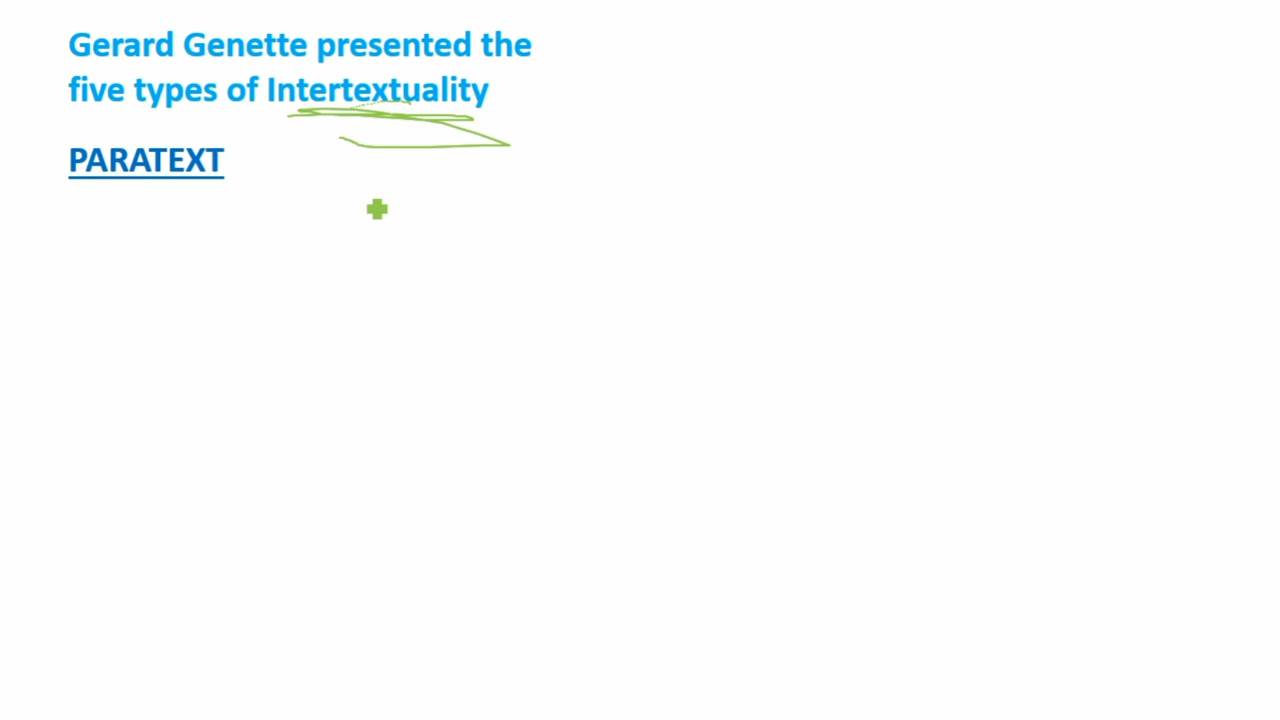 Gerard Genette presented the
five types of Intertextuality
PARATEXT